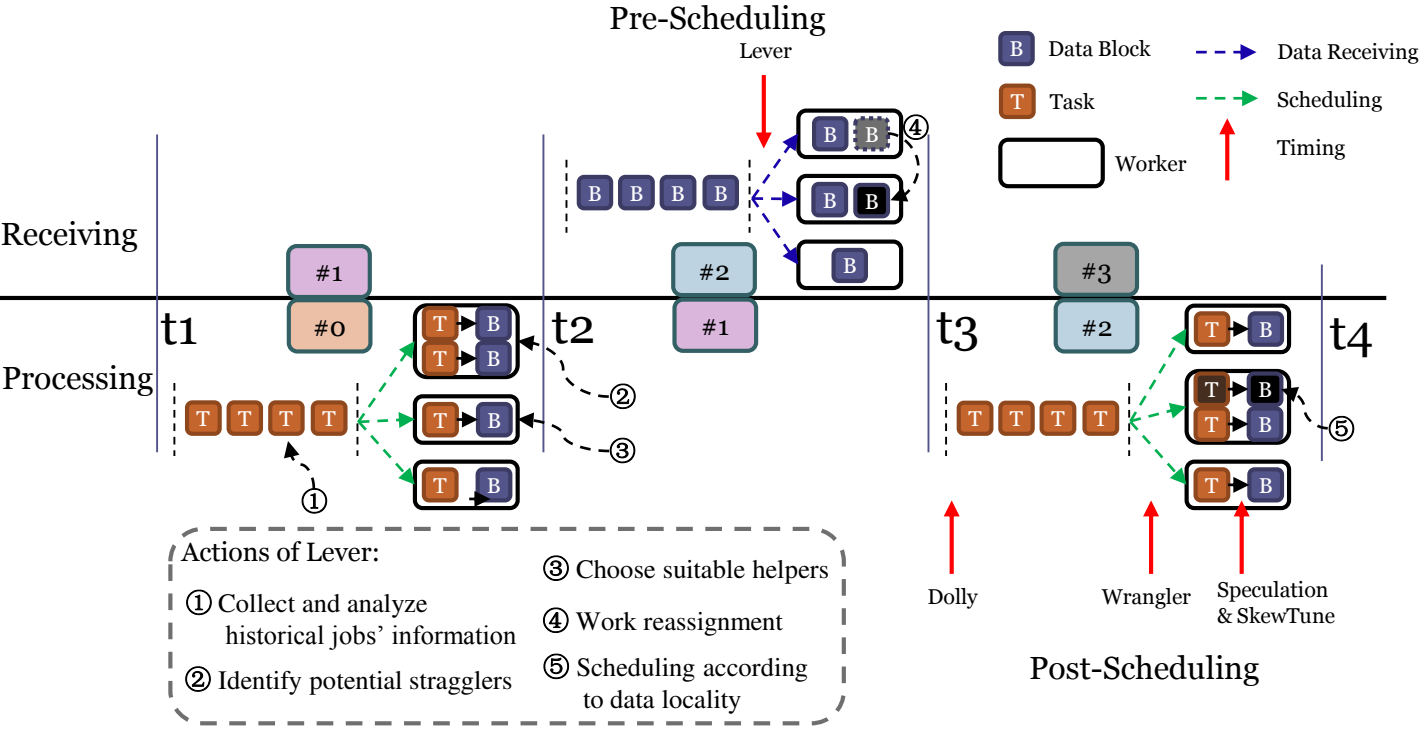 Pre-Scheduling
Lever
B Data Block
Data Receiving
T Task
Scheduling
Worker
Timing
B B ④
B B B B
B B
B
Receiving
#1
#2
#3
#0
#1
#2
t1
t2
t3
t4
Processing
T B
T B
②
T T T T
T B
③
T B
①
T B
T T T T
T B
T B
⑤
T B
Actions of Lever:
① Collect and analyze
historical jobs’ information
② Identify potential stragglers
③ Choose suitable helpers
④ Work reassignment
⑤ Scheduling according
to data locality
Dolly
Wrangler
Speculation
& SkewTune
Post-Scheduling